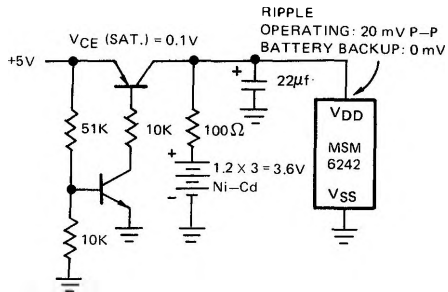 RIPPLE
OPERATING: 20 mV P–P
BATTERY BACKUP: 0 mV
VCE (SAT.) = 0.1V
+5V
+
22μf
51K
10K
100Ω
VDD
MSM
6242
VSS
+
1.2 X 3 = 3.6V
Ni–Cd
-
10K